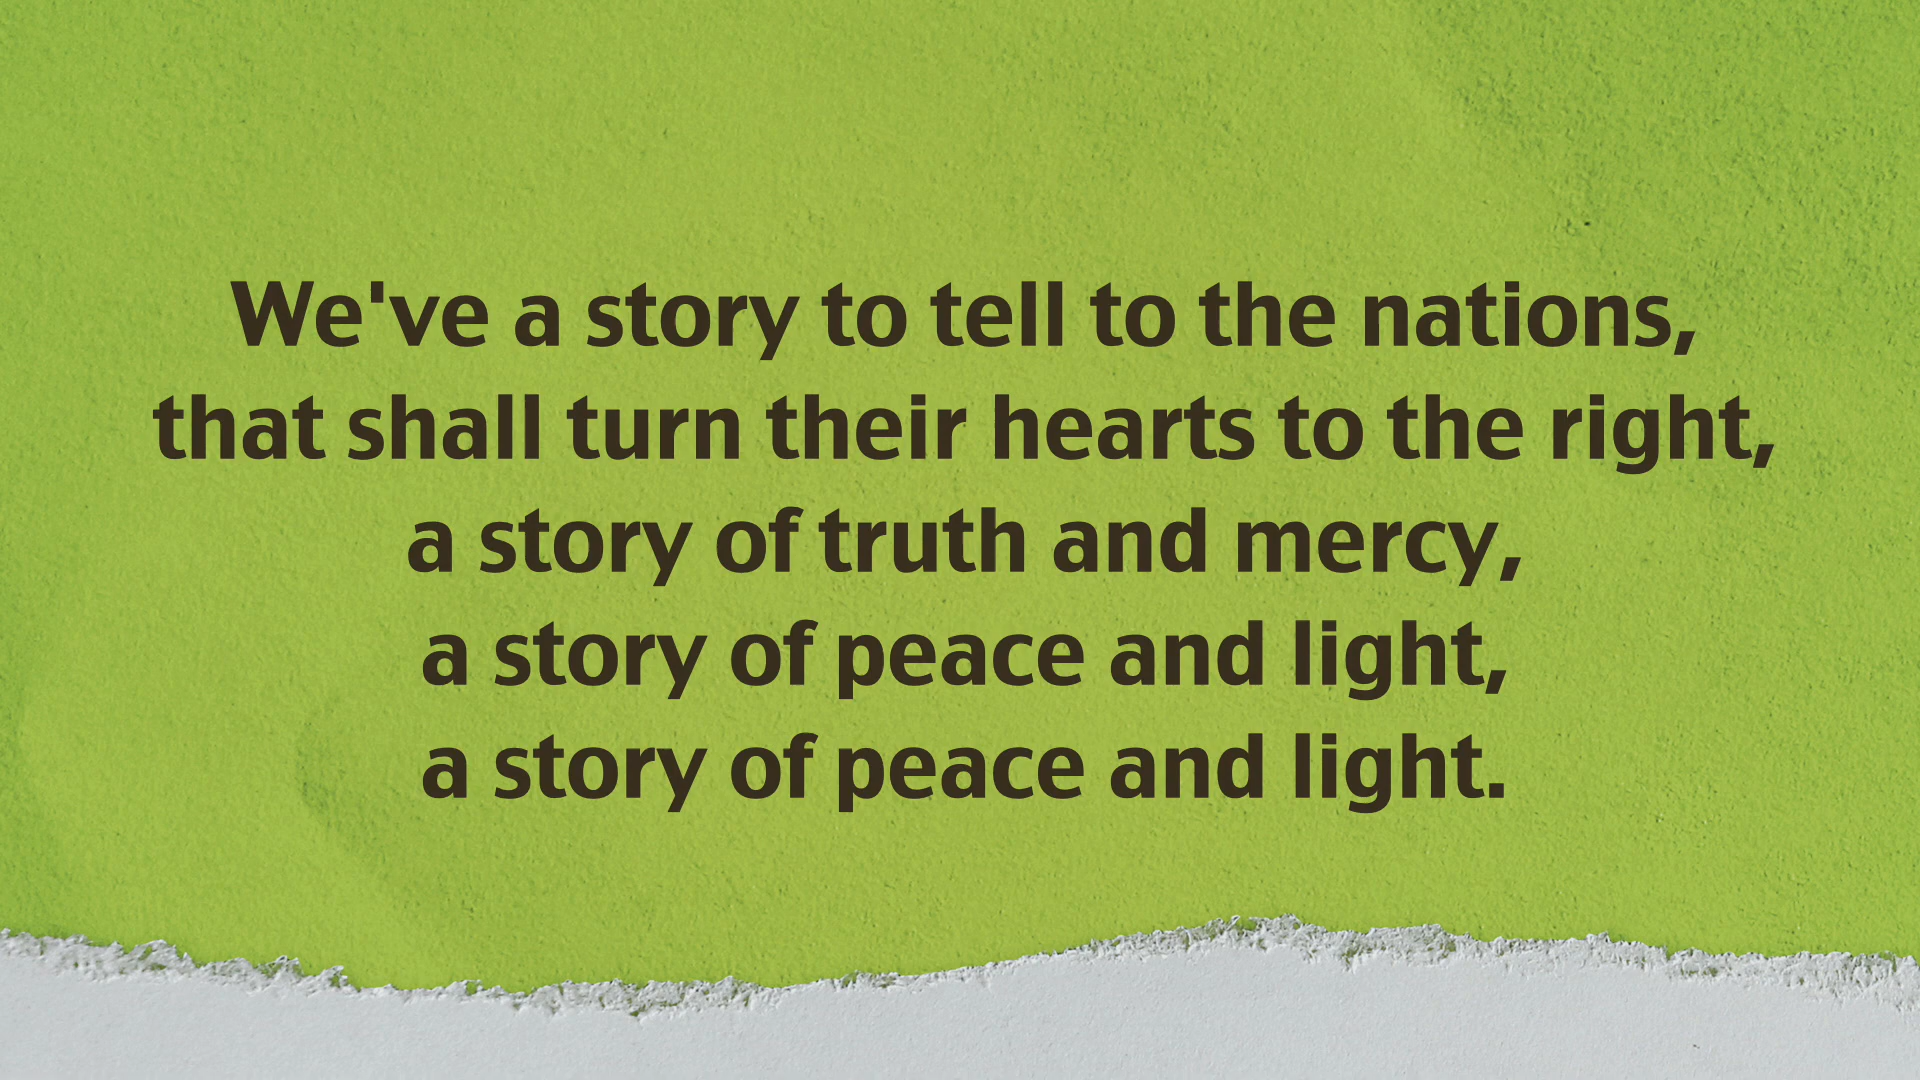 We've a story to tell to the nations,
that shall turn their hearts to the right,
a story of truth and mercy,
a story of peace and light,
a story of peace and light.